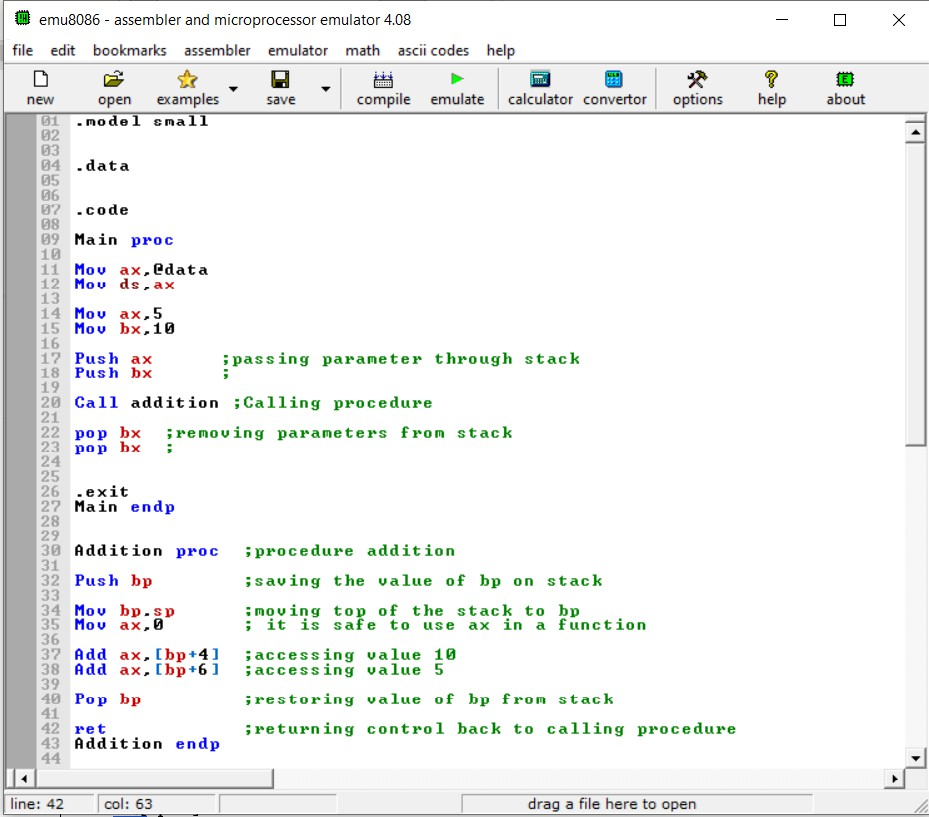 emu8086 - assembler and microprocessor emulator 4.08
file edit bookmarks assembler emulator math ascii codes help
new open examples save compile emulate calculator convertor options help about
01 .model small
02
03
04 .data
05
06
07 .code
08
09 Main proc
10
11 Mov ax,@data
12 Mov ds,ax
13
14 Mov ax,5
15 Mov bx,10
16
17 Push ax ;passing parameter through stack
18 Push bx ;
19
20 Call addition ;Calling procedure
21
22 pop bx ;removing parameters from stack
23 pop bx ;
24
25
26 .exit
27 Main endp
28
29
30 Addition proc ;procedure addition
31
32 Push bp ;saving the value of bp on stack
33
34 Mov bp,sp ;moving top of the stack to bp
35 Mov ax,0 ; it is safe to use ax in a function
36
37 Add ax,[bp+4] ;accessing value 10
38 Add ax,[bp+6] ;accessing value 5
39
40 Pop bp ;restoring value of bp from stack
41
42 ret ;returning control back to calling procedure
43 Addition endp
44
line: 42 col: 63 drag a file here to open